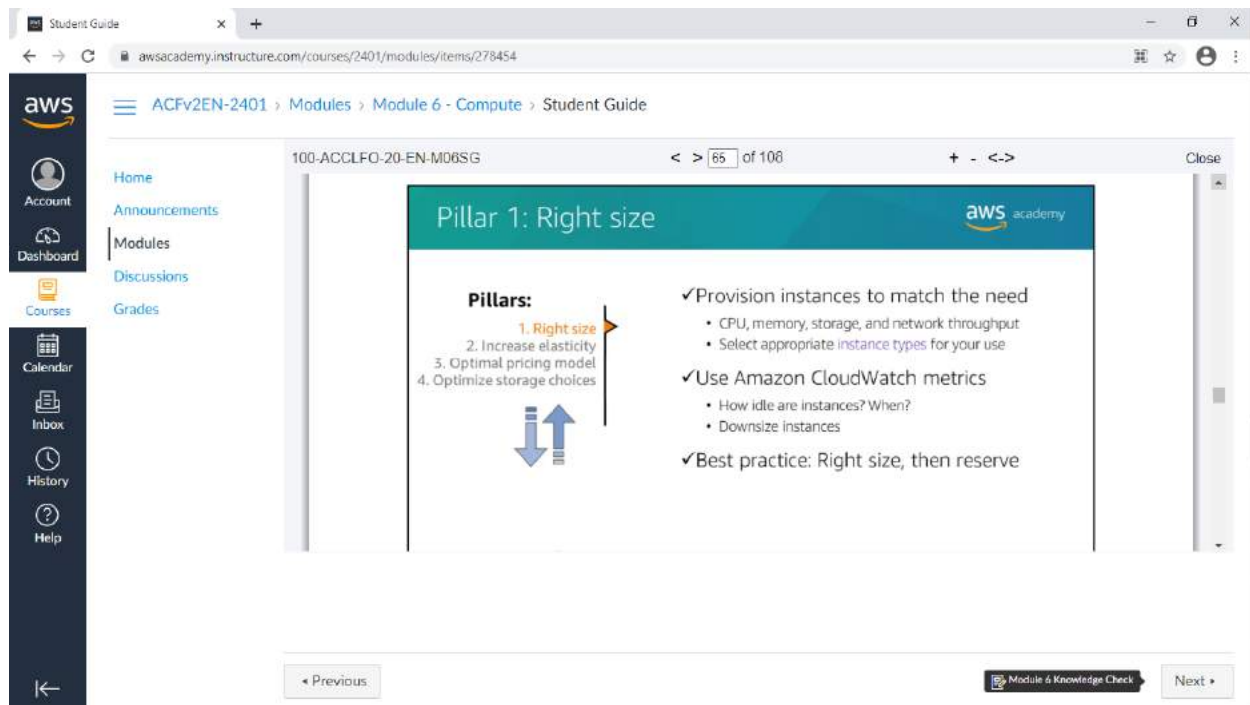 Student Guide
awsacademy.instructure.com/courses/2401/modules/items/278454
aws
ACFv2EN-2401 › Modules › Module 6 - Compute › Student Guide
Account
Dashboard
Courses
Calendar
Inbox
History
Help
Home
Announcements
Modules
Discussions
Grades
100-ACCLFO-20-EN-M06SG
< > 65 of 108
+ - <->
Close
Pillar 1: Right size
aws academy
Pillars:
1. Right size
2. Increase elasticity
3. Optimal pricing model
4. Optimize storage choices
✓Provision instances to match the need
• CPU, memory, storage, and network throughput
• Select appropriate instance types for your use
✓Use Amazon CloudWatch metrics
• How idle are instances? When?
• Downsize instances
✓Best practice: Right size, then reserve
◂ Previous
Module 6 Knowledge Check
Next ▸